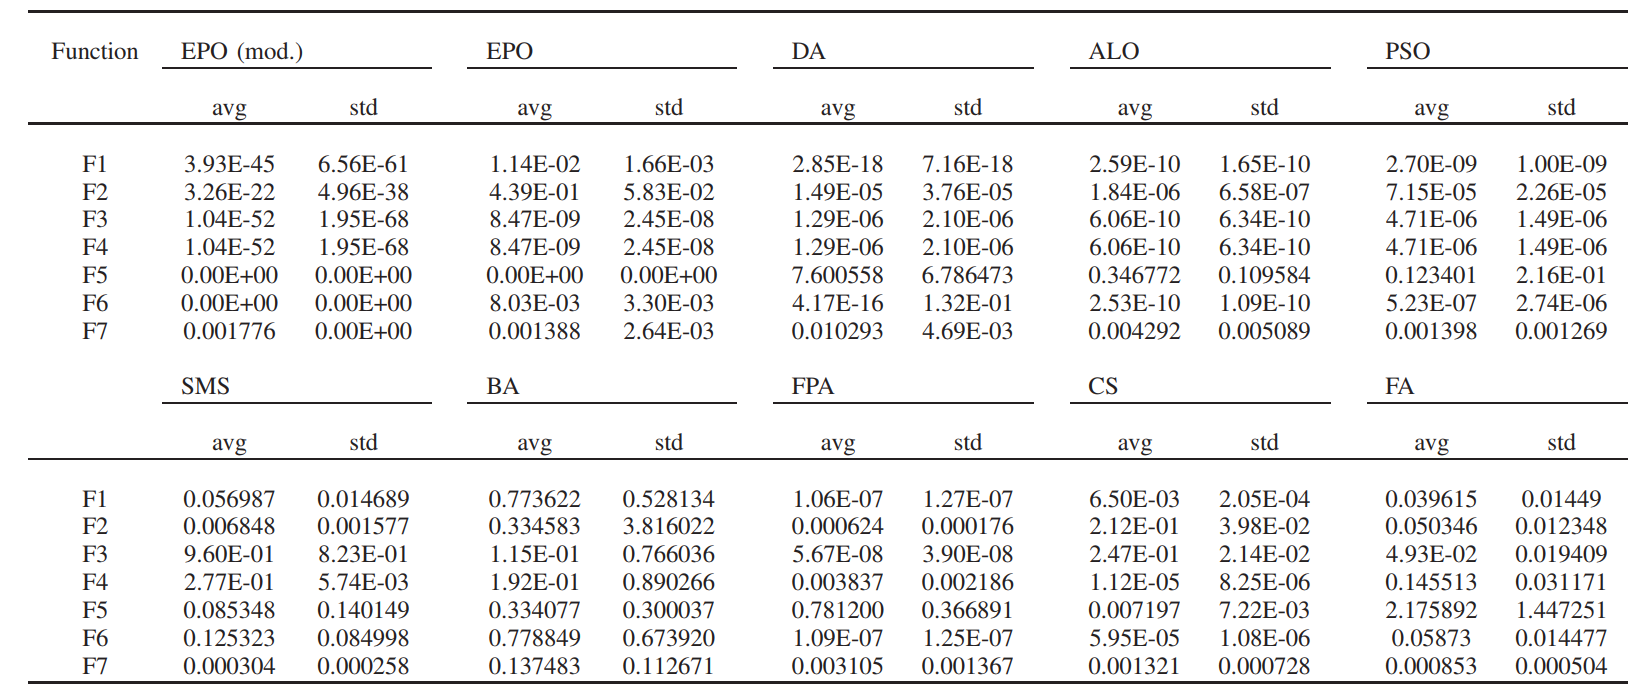 Function EPO (mod.) EPO DA ALO PSO
avg std avg std avg std avg std avg std
F1 3.93E-45 6.56E-61 1.14E-02 1.66E-03 2.85E-18 7.16E-18 2.59E-10 1.65E-10 2.70E-09 1.00E-09
F2 3.26E-22 4.96E-38 4.39E-01 5.83E-02 1.49E-05 3.76E-05 1.84E-06 6.58E-07 7.15E-05 2.26E-05
F3 1.04E-52 1.95E-68 8.47E-09 2.45E-08 1.29E-06 2.10E-06 6.06E-10 6.34E-10 4.71E-06 1.49E-06
F4 1.04E-52 1.95E-68 8.47E-09 2.45E-08 1.29E-06 2.10E-06 6.06E-10 6.34E-10 4.71E-06 1.49E-06
F5 0.00E+00 0.00E+00 0.00E+00 0.00E+00 7.600558 6.786473 0.346772 0.109584 0.123401 2.16E-01
F6 0.00E+00 0.00E+00 8.03E-03 3.30E-03 4.17E-16 1.32E-01 2.53E-10 1.09E-10 5.23E-07 2.74E-06
F7 0.001776 0.00E+00 0.001388 2.64E-03 0.010293 4.69E-03 0.004292 0.005089 0.001398 0.001269
SMS BA FPA CS FA
avg std avg std avg std avg std avg std
F1 0.056987 0.014689 0.773622 0.528134 1.06E-07 1.27E-07 6.50E-03 2.05E-04 0.039615 0.01449
F2 0.006848 0.001577 0.334583 3.816022 0.000624 0.000176 2.12E-01 3.98E-02 0.050346 0.012348
F3 9.60E-01 8.23E-01 1.15E-01 0.766036 5.67E-08 3.90E-08 2.47E-01 2.14E-02 4.93E-02 0.019409
F4 2.77E-01 5.74E-03 1.92E-01 0.890266 0.003837 0.002186 1.12E-05 8.25E-06 0.145513 0.031171
F5 0.085348 0.140149 0.334077 0.300037 0.781200 0.366891 0.007197 7.22E-03 2.175892 1.447251
F6 0.125323 0.084998 0.778849 0.673920 1.09E-07 1.25E-07 5.95E-05 1.08E-06 0.05873 0.014477
F7 0.000304 0.000258 0.137483 0.112671 0.003105 0.001367 0.001321 0.000728 0.000853 0.000504